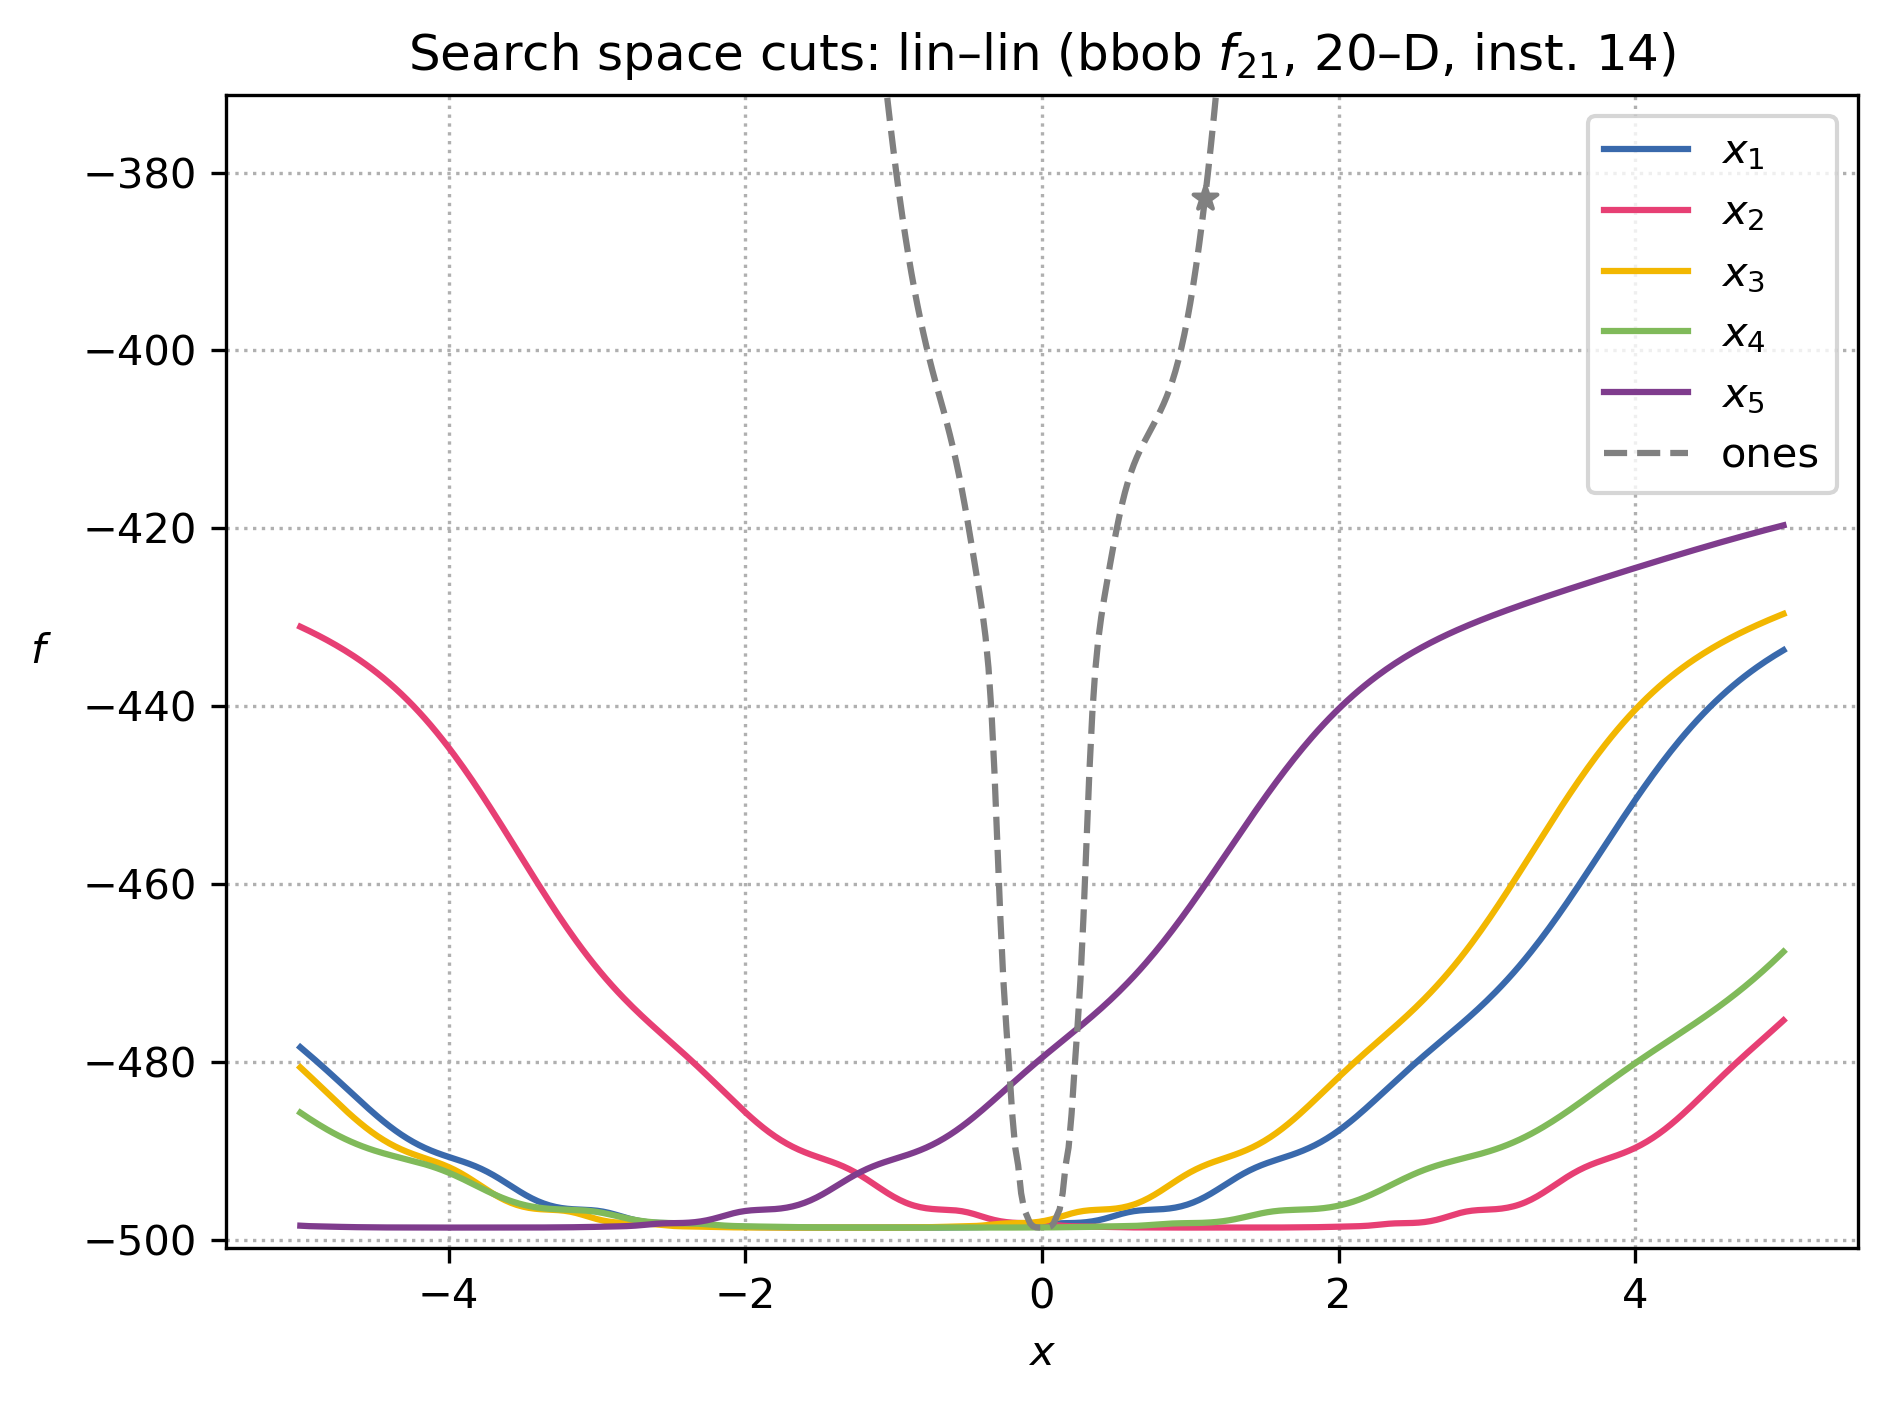 Search space cuts: lin–lin (bbob f₂₁, 20–D, inst. 14)
−380
−400
−420
−440
−460
−480
−500
f
−4
−2
0
2
4
x
x₁
x₂
x₃
x₄
x₅
ones